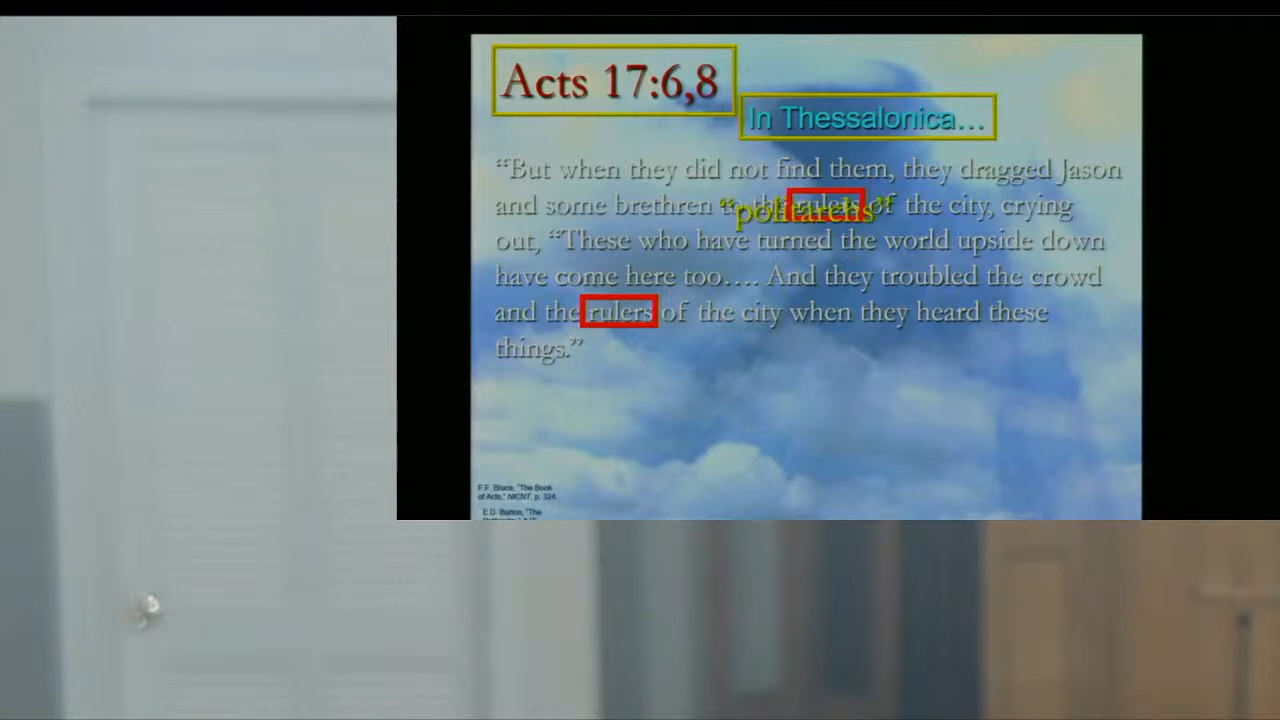 Acts 17:6,8
In Thessalonica…
“But when they did not find them, they dragged Jason
and some brethren to the rulers of the city, crying
“politarchs”
out, “These who have turned the world upside down
have come here too…. And they troubled the crowd
and the rulers of the city when they heard these
things.”
F.F. Bruce, "The Book
of Acts," NICNT, p. 324.
E.D. Burton, "The